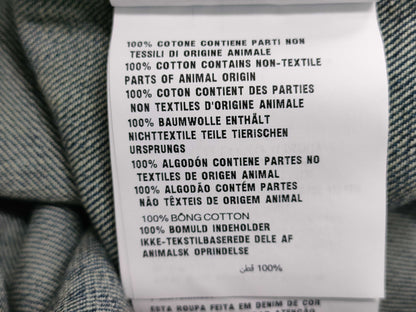 100% COTONE CONTIENE PARTI NON
TESSILI DI ORIGINE ANIMALE
100% COTTON CONTAINS NON-TEXTILE
PARTS OF ANIMAL ORIGIN
100% COTON CONTIENT DES PARTIES
NON TEXTILES D'ORIGINE ANIMALE
100% BAUMWOLLE ENTHÄLT
NICHTTEXTILE TEILE TIERISCHEN
URSPRUNGS
100% ALGODÓN CONTIENE PARTES NO
TEXTILES DE ORIGEN ANIMAL
100% ALGODÃO CONTÉM PARTES
NÃO TÊXTEIS DE ORIGEM ANIMAL
100% BÔNG COTTON
100% BOMULD INDEHOLDER
IKKE-TEKSTILBASEREDE DELE AF
ANIMALSK OPRINDELSE
100% قطن
ESTA ROUPA FEITA EM DENIM DE COR